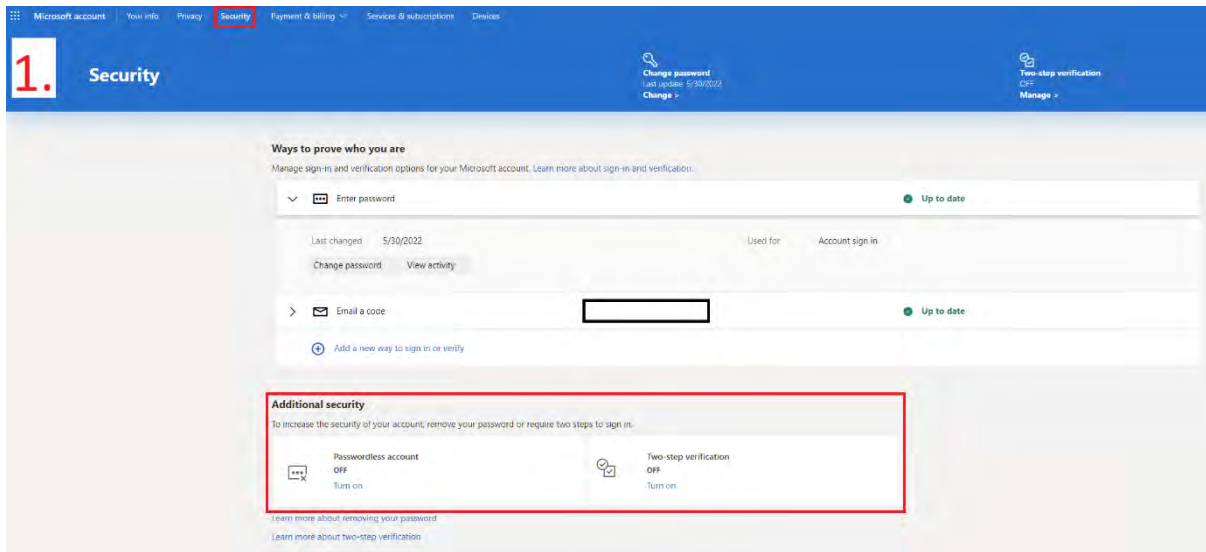 Microsoft account Your info Privacy Security Payment & billing Services & subscriptions Devices
1.
Security
Change password
Last update: 5/30/2022
Change >
Two-step verification
OFF
Manage >
Ways to prove who you are
Manage sign-in and verification options for your Microsoft account. Learn more about sign-in and verification.
Enter password Up to date
Last changed 5/30/2022 Used for Account sign in
Change password View activity
Email a code Up to date
Add a new way to sign in or verify
Additional security
To increase the security of your account, remove your password or require two steps to sign in.
Passwordless account
OFF
Turn on
Two-step verification
OFF
Turn on
Learn more about removing your password
Learn more about two-step verification